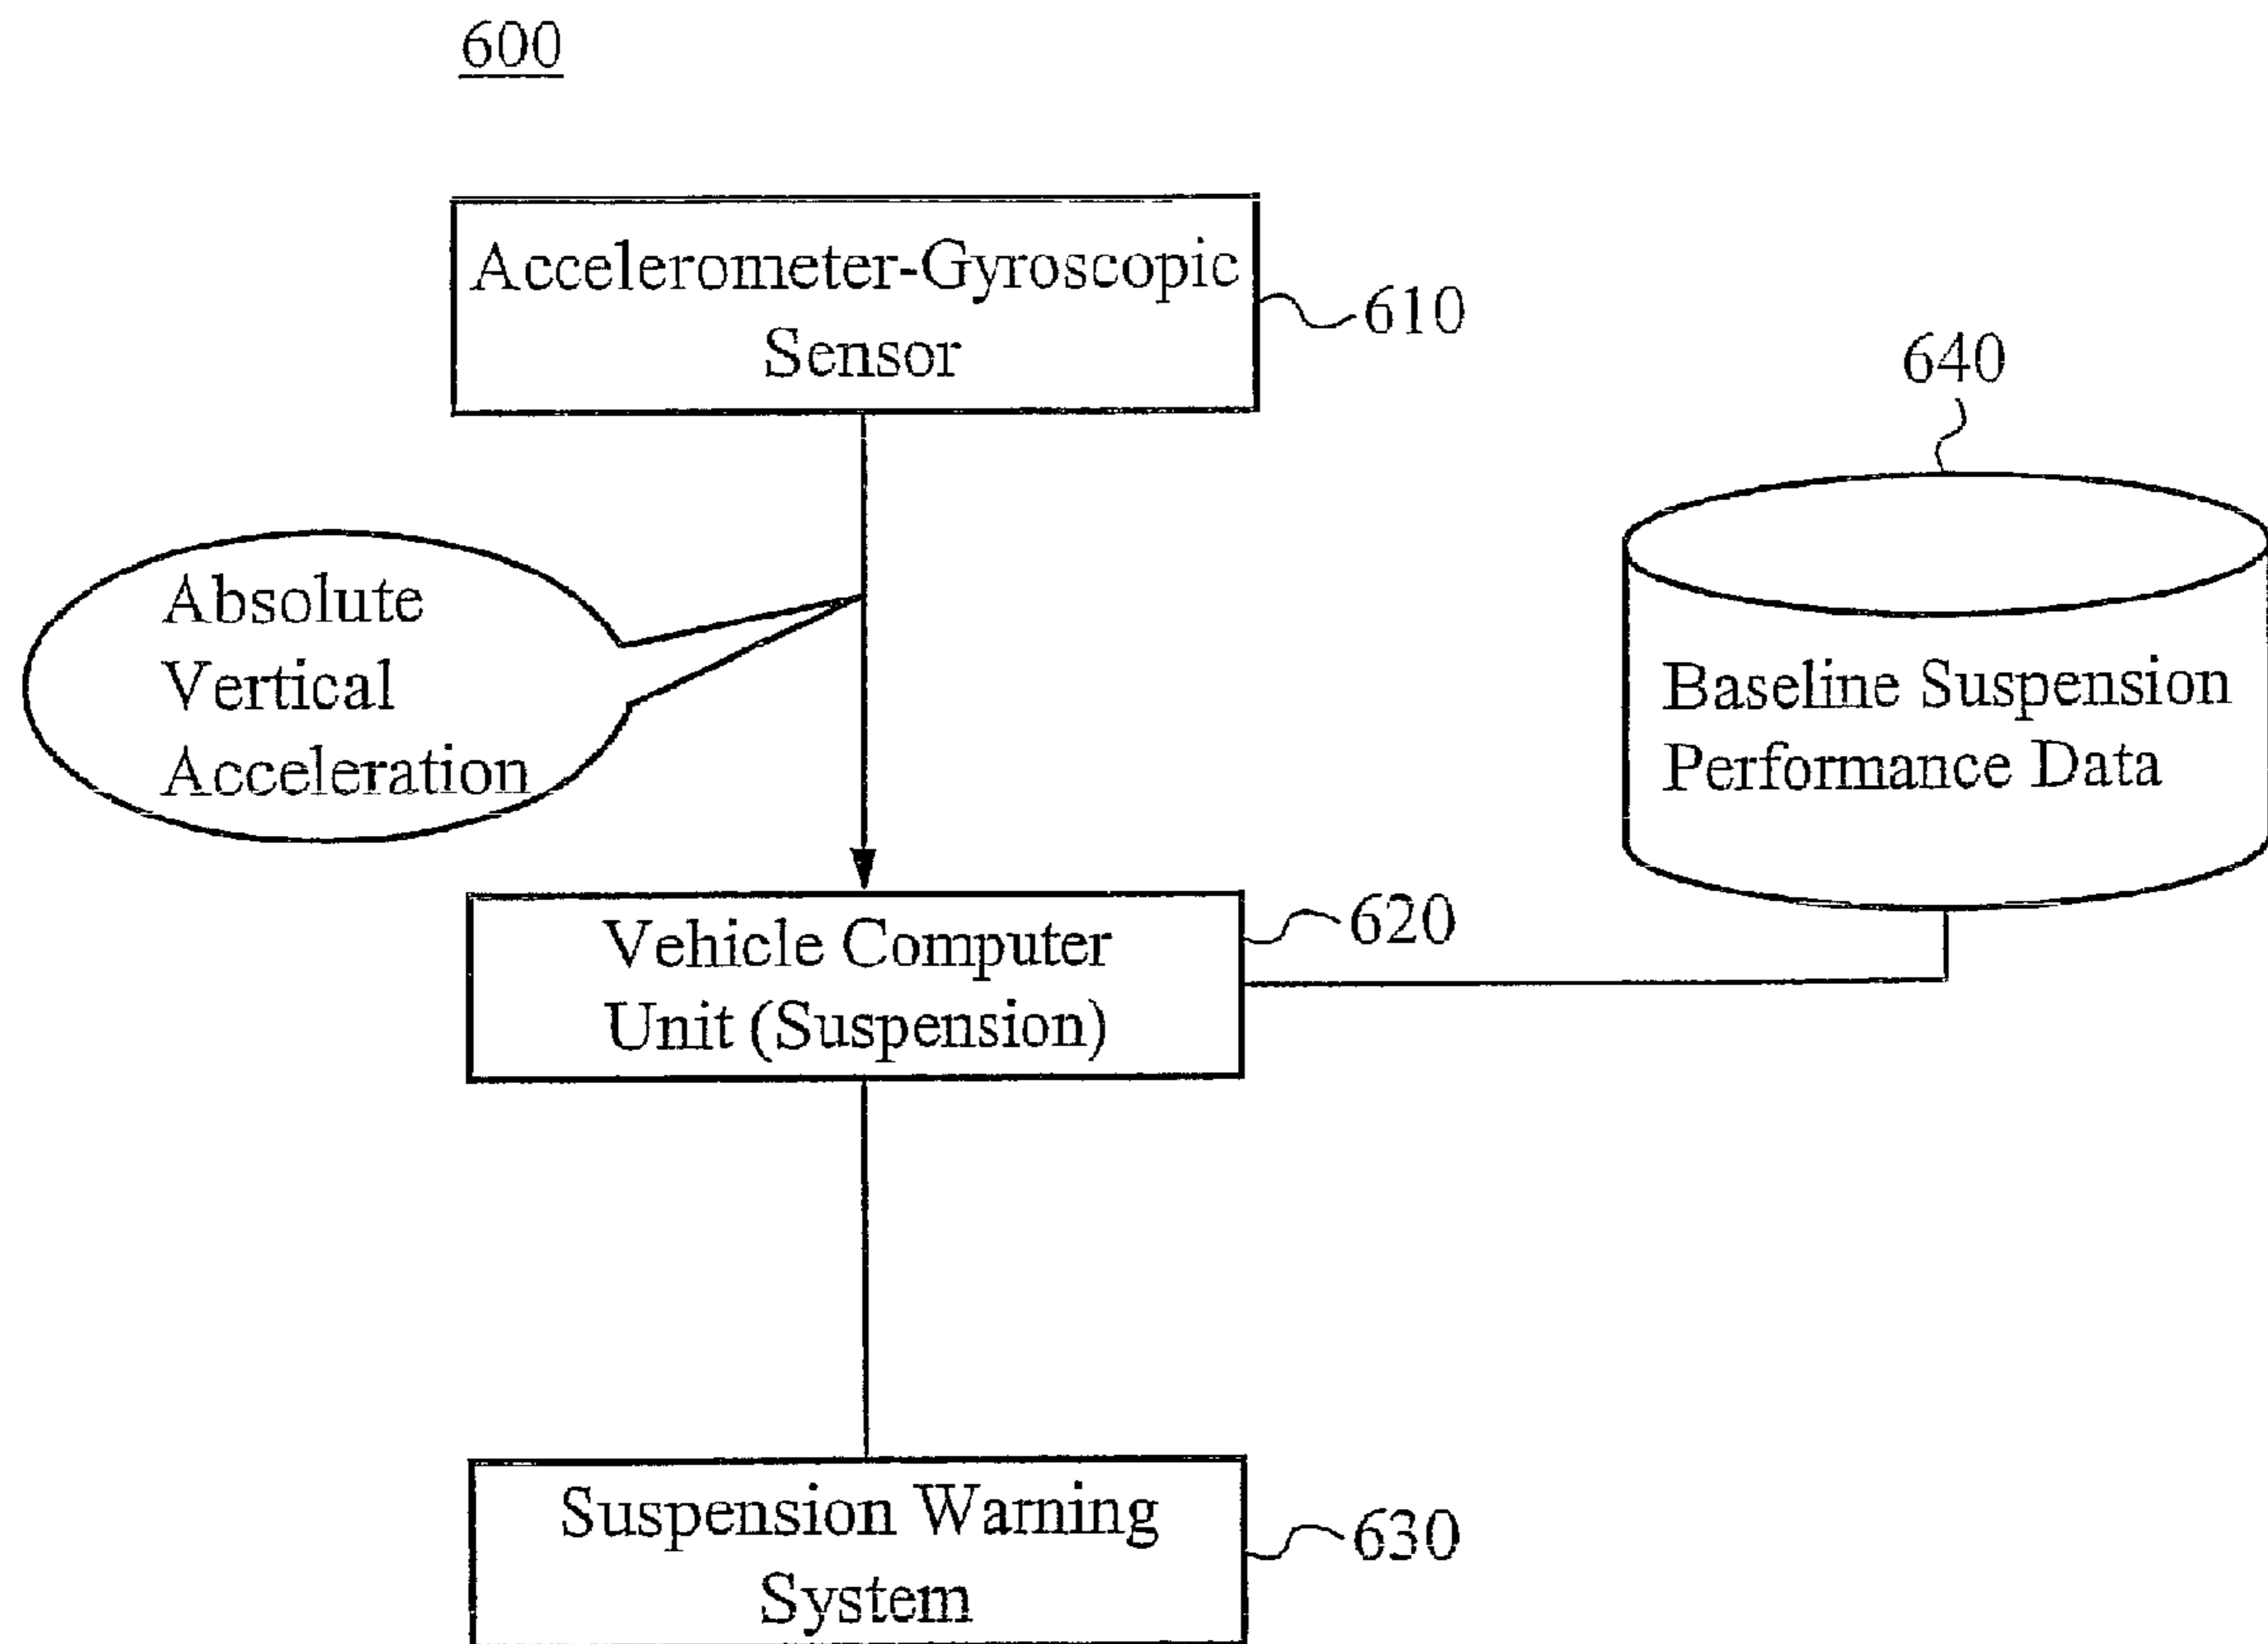 600
Accelerometer-Gyroscopic
Sensor
610
640
Absolute
Vertical
Acceleration
Baseline Suspension
Performance Data
Vehicle Computer
Unit (Suspension)
620
Suspension Warning
System
630